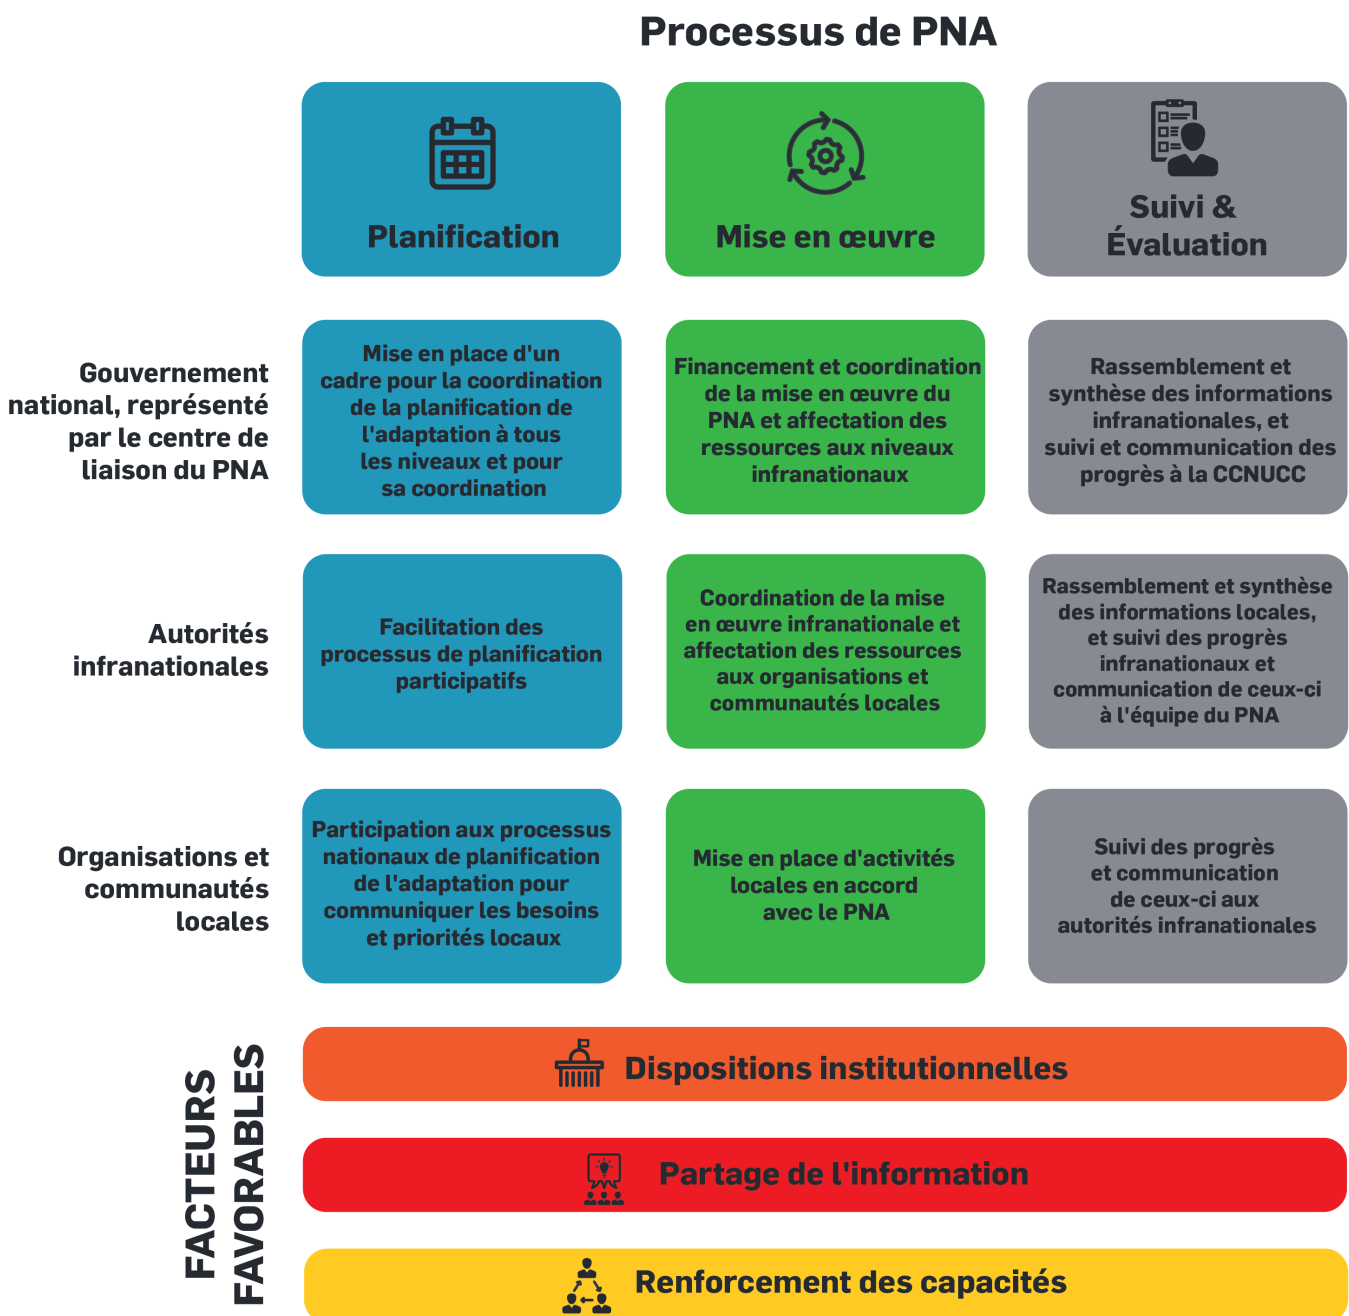 Processus de PNA
Planification
Mise en œuvre
Suivi &
Évaluation
Gouvernement
national, représenté
par le centre de
liaison du PNA
Mise en place d'un
cadre pour la coordination
de la planification de
l'adaptation à tous
les niveaux et pour
sa coordination
Financement et coordination
de la mise en œuvre du
PNA et affectation des
ressources aux niveaux
infranationaux
Rassemblement et
synthèse des informations
infranationales, et
suivi et communication des
progrès à la CCNUCC
Autorités
infranationales
Facilitation des
processus de planification
participatifs
Coordination de la mise
en œuvre infranationale et
affectation des ressources
aux organisations et
communautés locales
Rassemblement et synthèse
des informations locales,
et suivi des progrès
infranationaux et
communication de ceux-ci
à l'équipe du PNA
Organisations et
communautés
locales
Participation aux processus
nationaux de planification
de l'adaptation pour
communiquer les besoins
et priorités locaux
Mise en place d'activités
locales en accord
avec le PNA
Suivi des progrès
et communication
de ceux-ci aux
autorités infranationales
FACTEURS
FAVORABLES
Dispositions institutionnelles
Partage de l'information
Renforcement des capacités